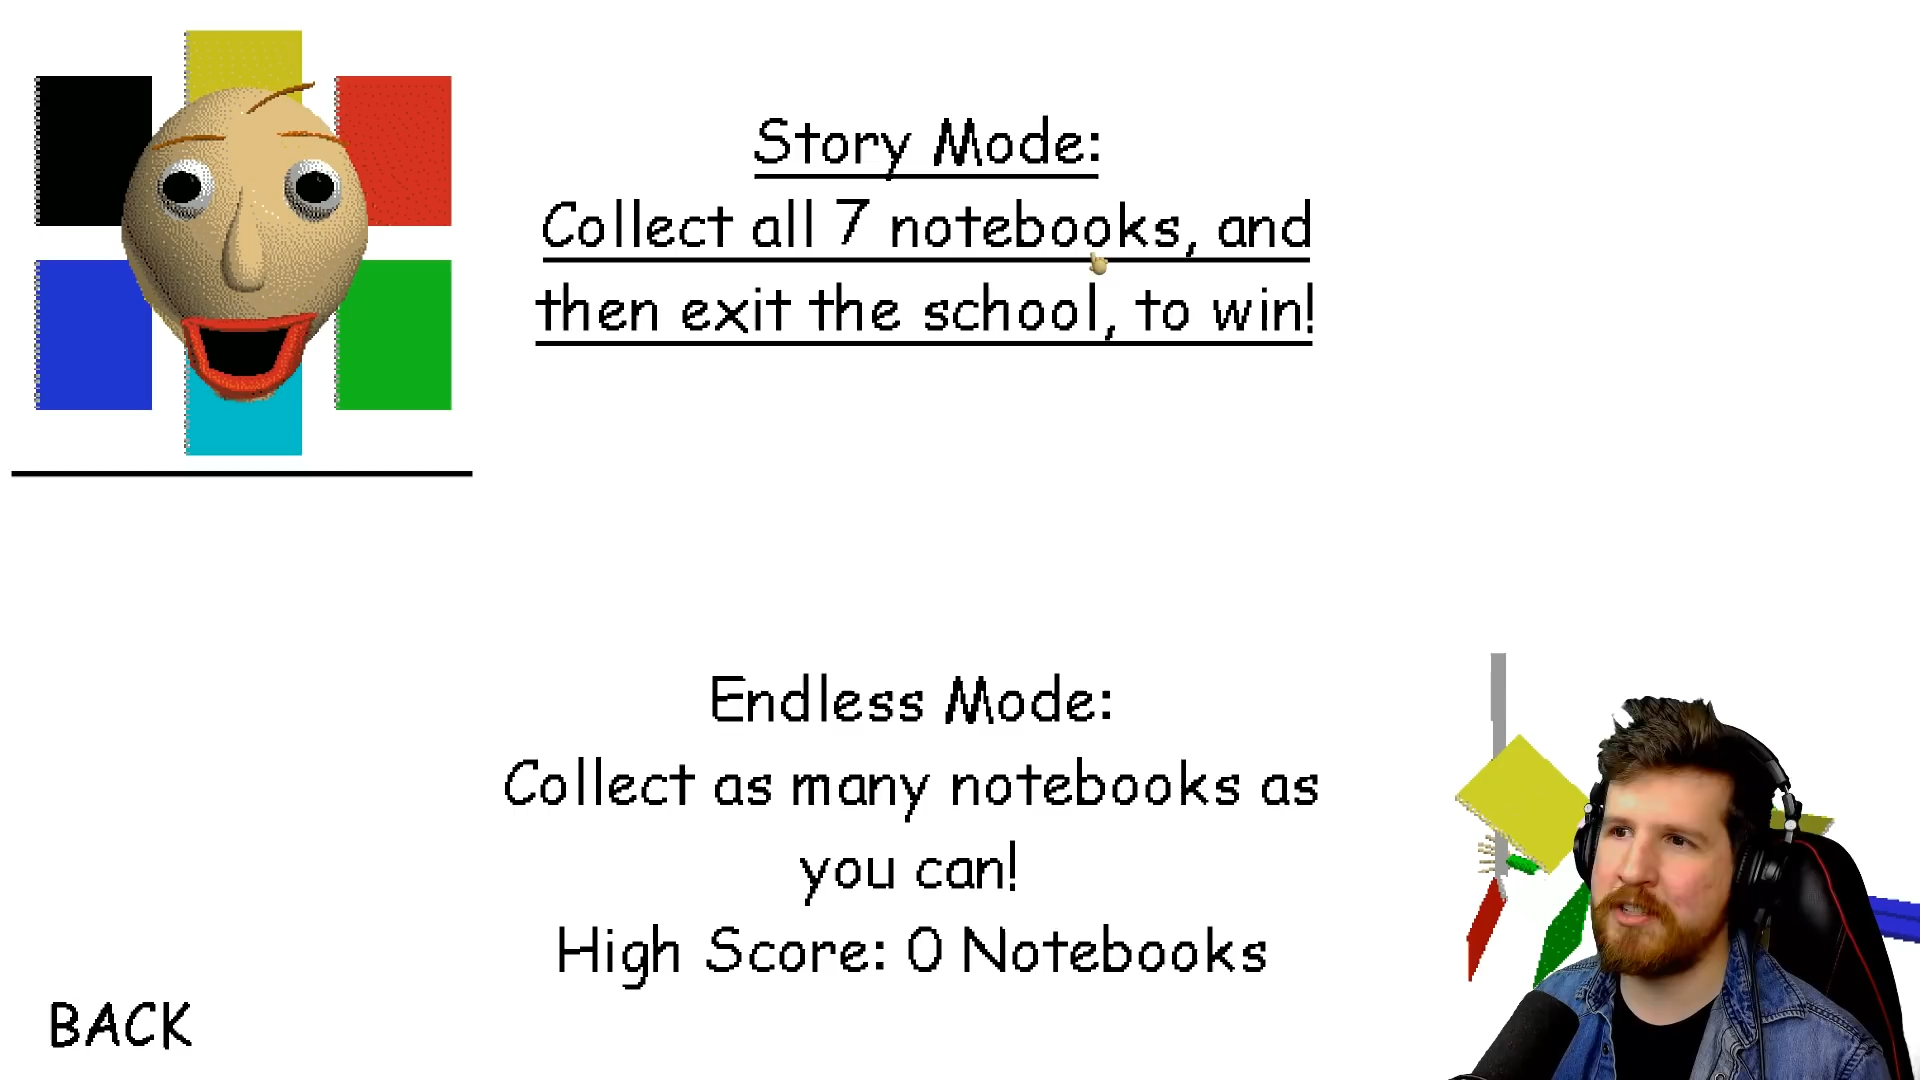 Story Mode:
Collect all 7 notebooks, and
then exit the school, to win!
Endless Mode:
Collect as many notebooks as
you can!
High Score: 0 Notebooks
BACK